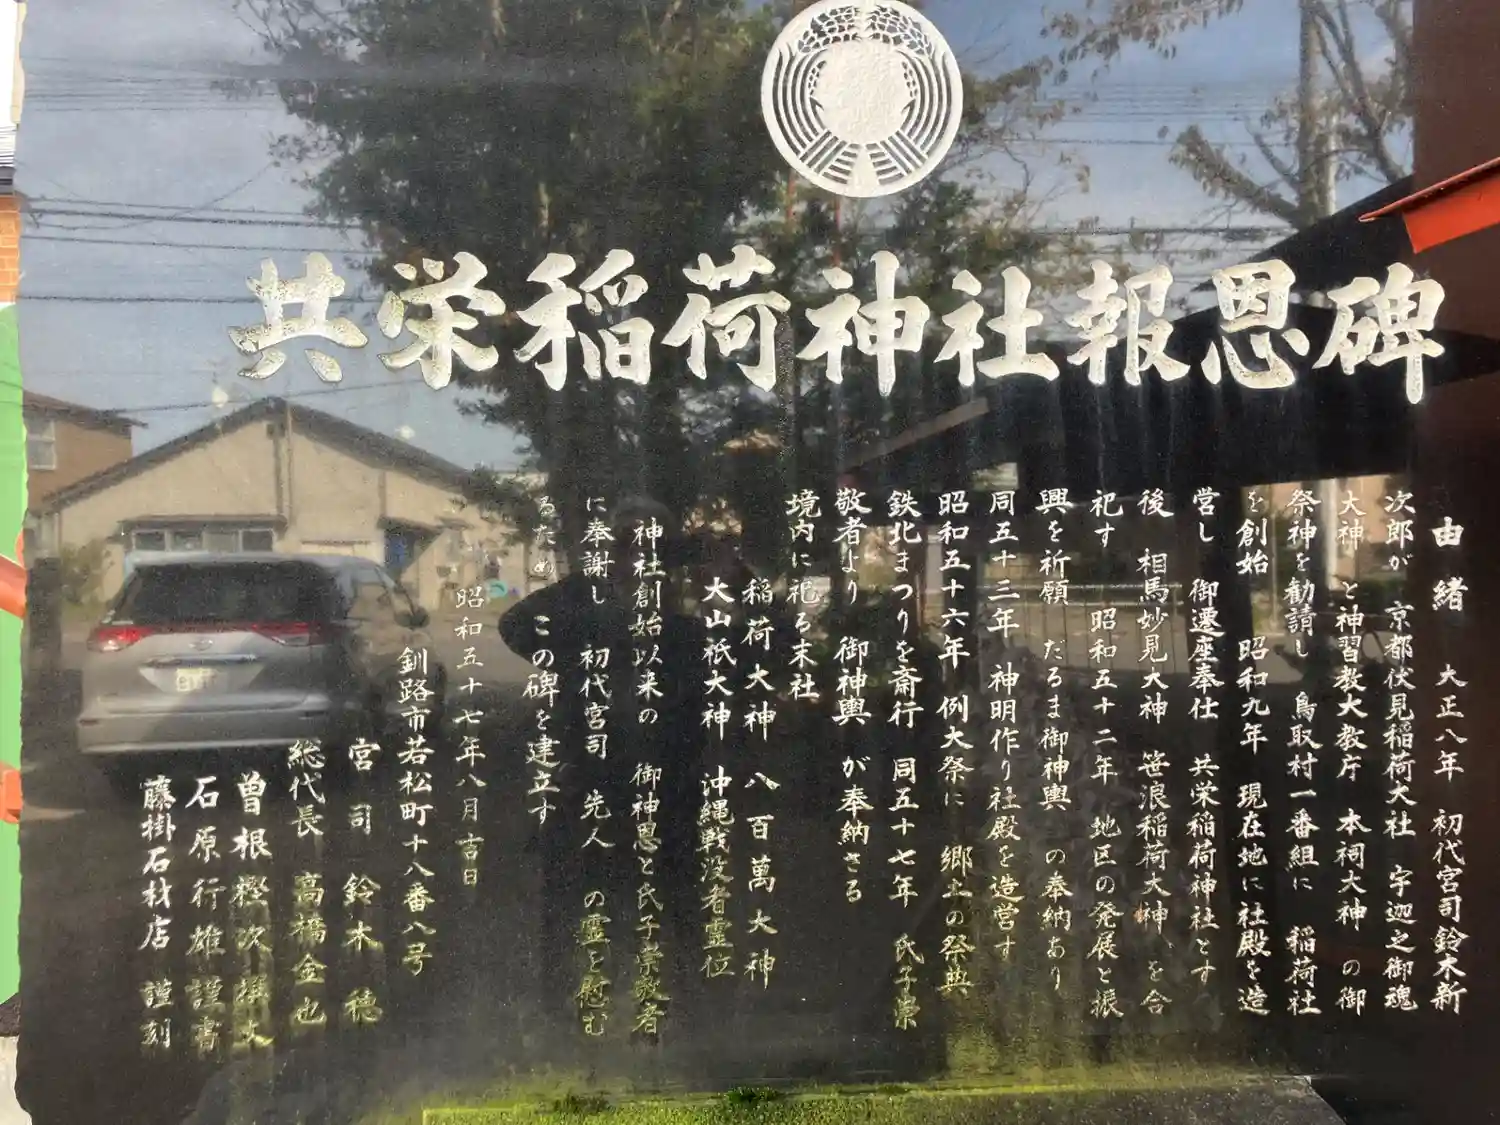 共栄稲荷神社報恩碑
由緒 大正八年 初代宮司鈴木新
次郎が 京都伏見稲荷大社 宇迦之御魂
大神 と神習教大教庁 本祠大神 の御
祭神を勧請し 鳥取村一番組に 稲荷社
を創始 昭和九年 現在地に社殿を造
営し 御遷座奉仕 共栄稲荷神社とす
後 相馬妙見大神 笹浪稲荷大神 を合
祀す 昭和五十二年 地区の発展と振
興を祈願 だるま御神輿 の奉納あり
同五十三年 神明作り社殿を造営す
昭和五十六年 例大祭に 郷土の祭典
鉄北まつりを斎行 同五十七年 氏子崇
敬者より 御神輿 が奉納さる
境内に祀る末社
稲荷大神 八百萬大神
大山祇大神 沖縄戦没者霊位
神社創始以来の 御神恩と氏子崇敬者
に奉謝し 初代宮司 先人 の霊を慰む
るため この碑を建立す
昭和五十七年八月吉日
釧路市若松町十八番八号
宮司 鈴木 穂
総代長 高橋金也
曽根樫次撰文
石原行雄謹書
藤掛石材店 謹刻